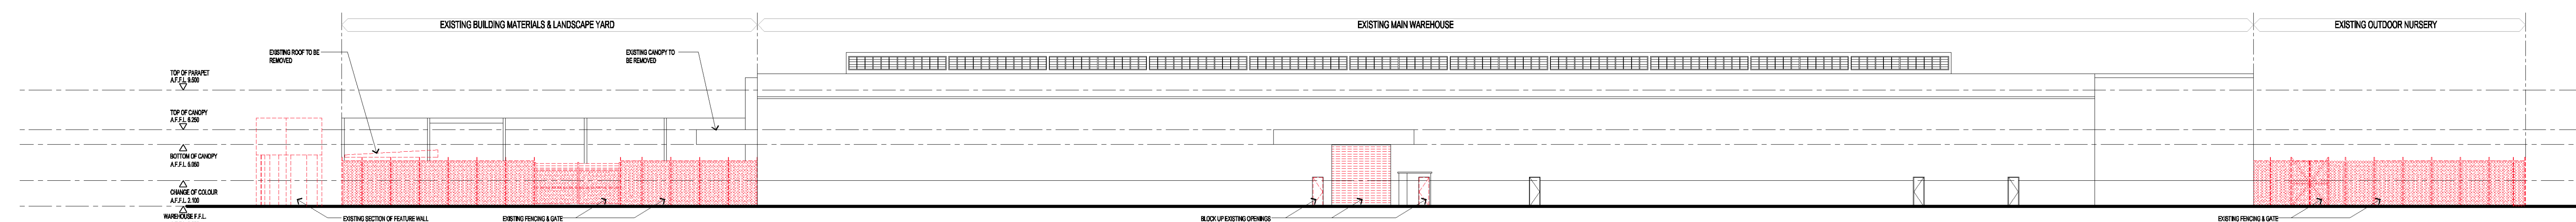 EXISTING BUILDING MATERIALS & LANDSCAPE YARD
EXISTING MAIN WAREHOUSE
EXISTING OUTDOOR NURSERY
EXISTING ROOF TO BE
REMOVED
EXISTING CANOPY TO
BE REMOVED
TOP OF PARAPET
A.F.F.L 9.500
TOP OF CANOPY
A.F.F.L 6.250
BOTTOM OF CANOPY
A.F.F.L 5.050
CHANGE OF COLOUR
A.F.F.L 2.100
WAREHOUSE F.F.L.
EXISTING SECTION OF FEATURE WALL
EXISTING FENCING & GATE
BLOCK UP EXISTING OPENINGS
EXISTING FENCING & GATE